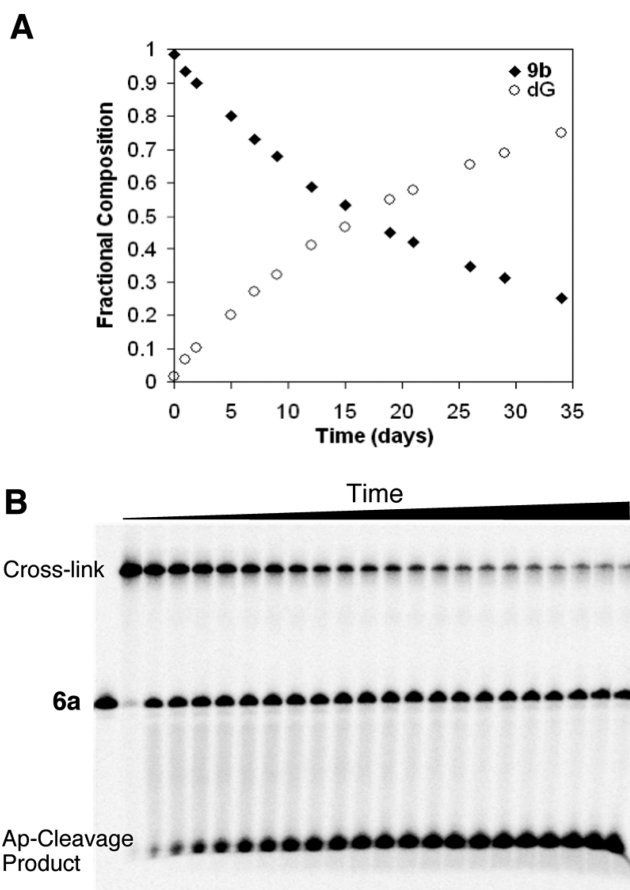 A
Fractional Composition
1
0.9
0.8
0.7
0.6
0.5
0.4
0.3
0.2
0.1
0
◆ 9b
○ dG
0 5 10 15 20 25 30 35
Time (days)
B
Time
Cross-link
6a
Ap-Cleavage
Product